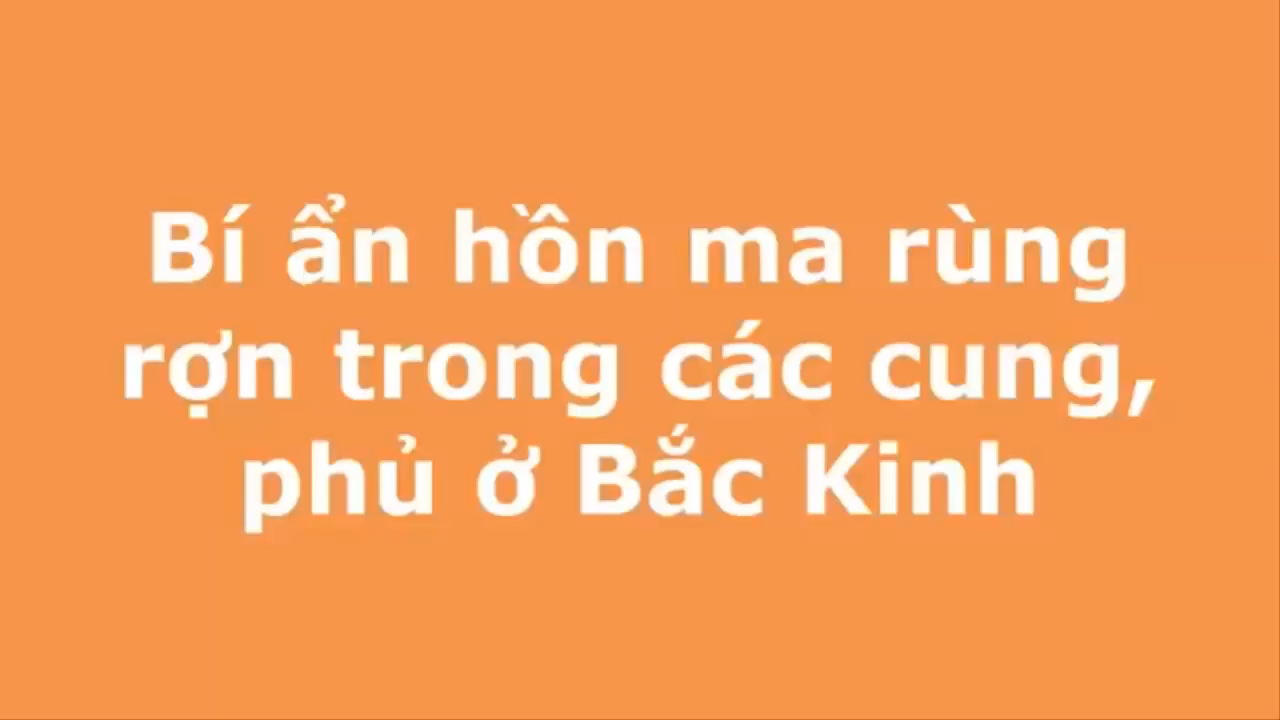 Bí ẩn hồn ma rùng
rợn trong các cung,
phủ ở Bắc Kinh